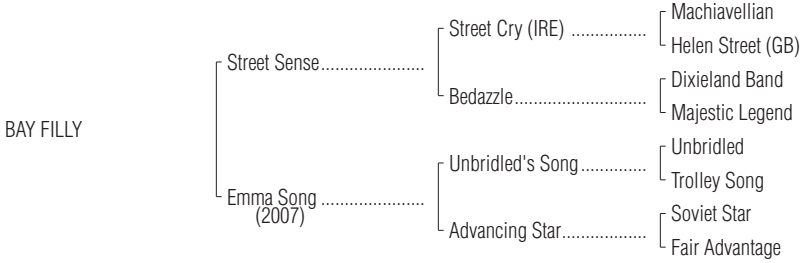 Machiavellian
Street Cry (IRE) ................
Helen Street (GB)
Street Sense......................
Dixieland Band
Bedazzle............................
Majestic Legend
BAY FILLY
Unbridled
Unbridled's Song..............
Trolley Song
Emma Song ......................
(2007)
Soviet Star
Advancing Star..................
Fair Advantage